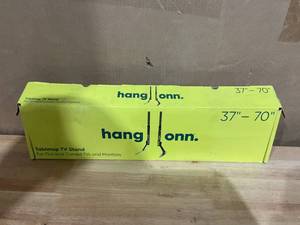 hang onn.
37"– 70"
hang onn.
37"– 70"
Tabletop TV Stand